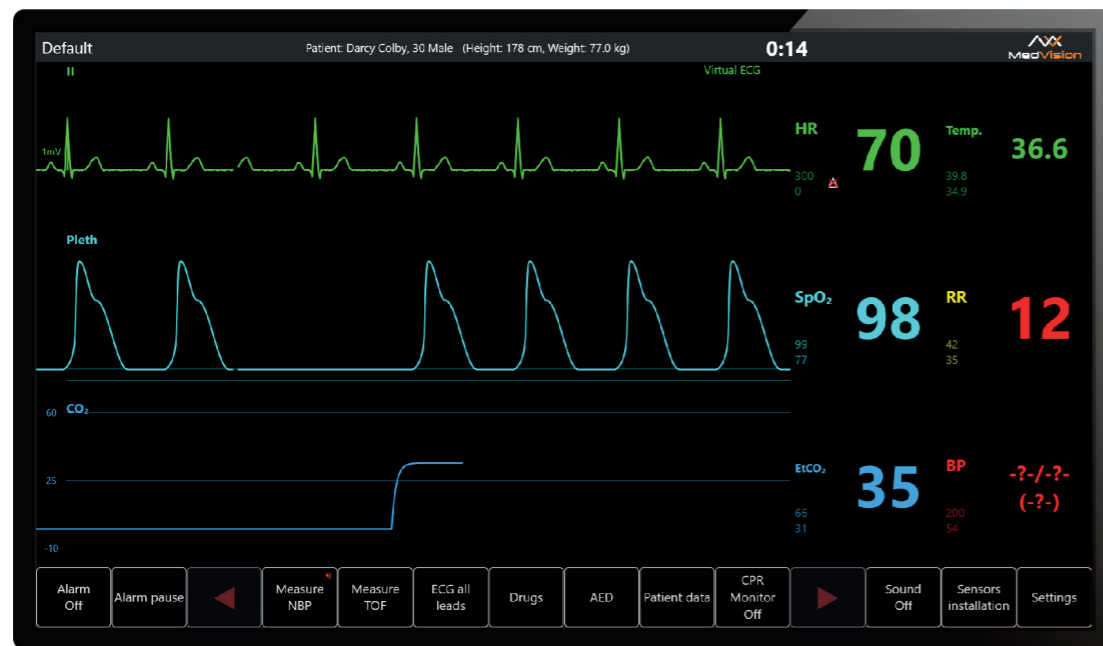 Default
Patient: Darcy Colby, 30 Male (Height: 178 cm, Weight: 77.0 kg)
0:14
MedVision
II
Virtual ECG
1mV
HR
70
300
0
Temp.
36.6
39.8
34.9
Pleth
SpO₂
98
99
77
RR
12
42
35
CO₂
60
25
-10
EtCO₂
35
66
31
BP
-?-/-?-
(-?-)
200
54
Alarm
Off
Alarm pause
Measure
NBP
Measure
TOF
ECG all
leads
Drugs
AED
Patient data
CPR
Monitor
Off
Sound
Off
Sensors
installation
Settings